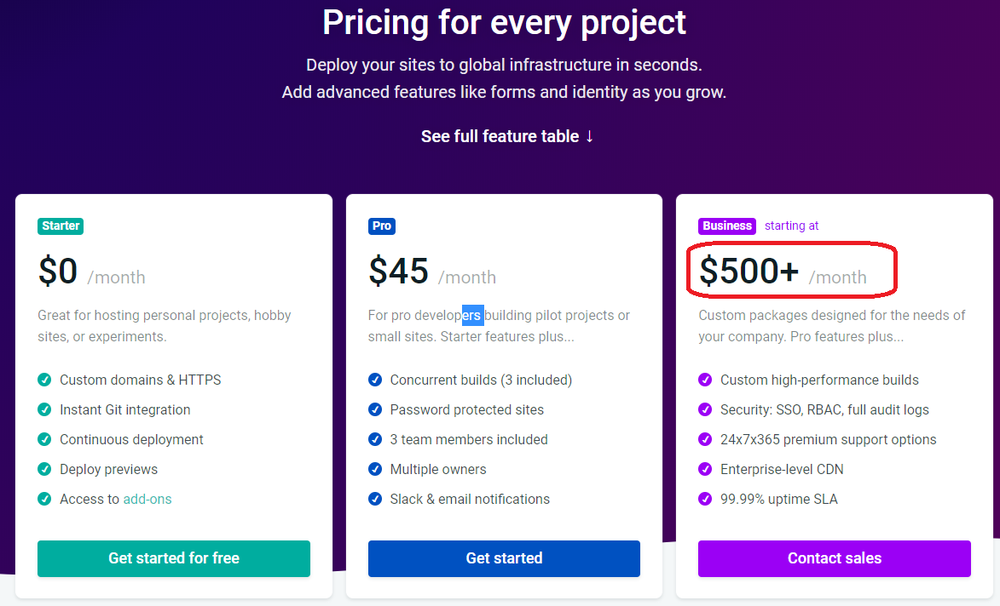 Pricing for every project
Deploy your sites to global infrastructure in seconds.
Add advanced features like forms and identity as you grow.
See full feature table ↓
Starter
$0 /month
Great for hosting personal projects, hobby
sites, or experiments.
Custom domains & HTTPS
Instant Git integration
Continuous deployment
Deploy previews
Access to add-ons
Get started for free
Pro
$45 /month
For pro developers building pilot projects or
small sites. Starter features plus...
Concurrent builds (3 included)
Password protected sites
3 team members included
Multiple owners
Slack & email notifications
Get started
Business starting at
$500+ /month
Custom packages designed for the needs of
your company. Pro features plus...
Custom high-performance builds
Security: SSO, RBAC, full audit logs
24x7x365 premium support options
Enterprise-level CDN
99.99% uptime SLA
Contact sales